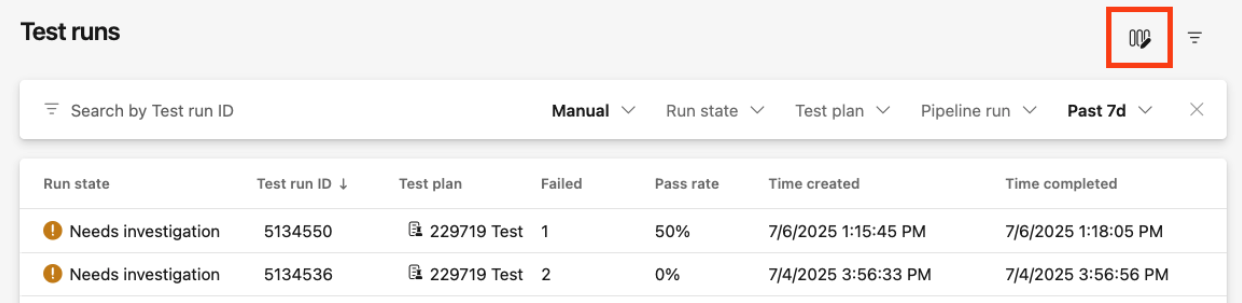 Test runs
Search by Test run ID Manual Run state Test plan Pipeline run Past 7d
Run state Test run ID ↓ Test plan Failed Pass rate Time created Time completed
Needs investigation 5134550 229719 Test 1 50% 7/6/2025 1:15:45 PM 7/6/2025 1:18:05 PM
Needs investigation 5134536 229719 Test 2 0% 7/4/2025 3:56:33 PM 7/4/2025 3:56:56 PM